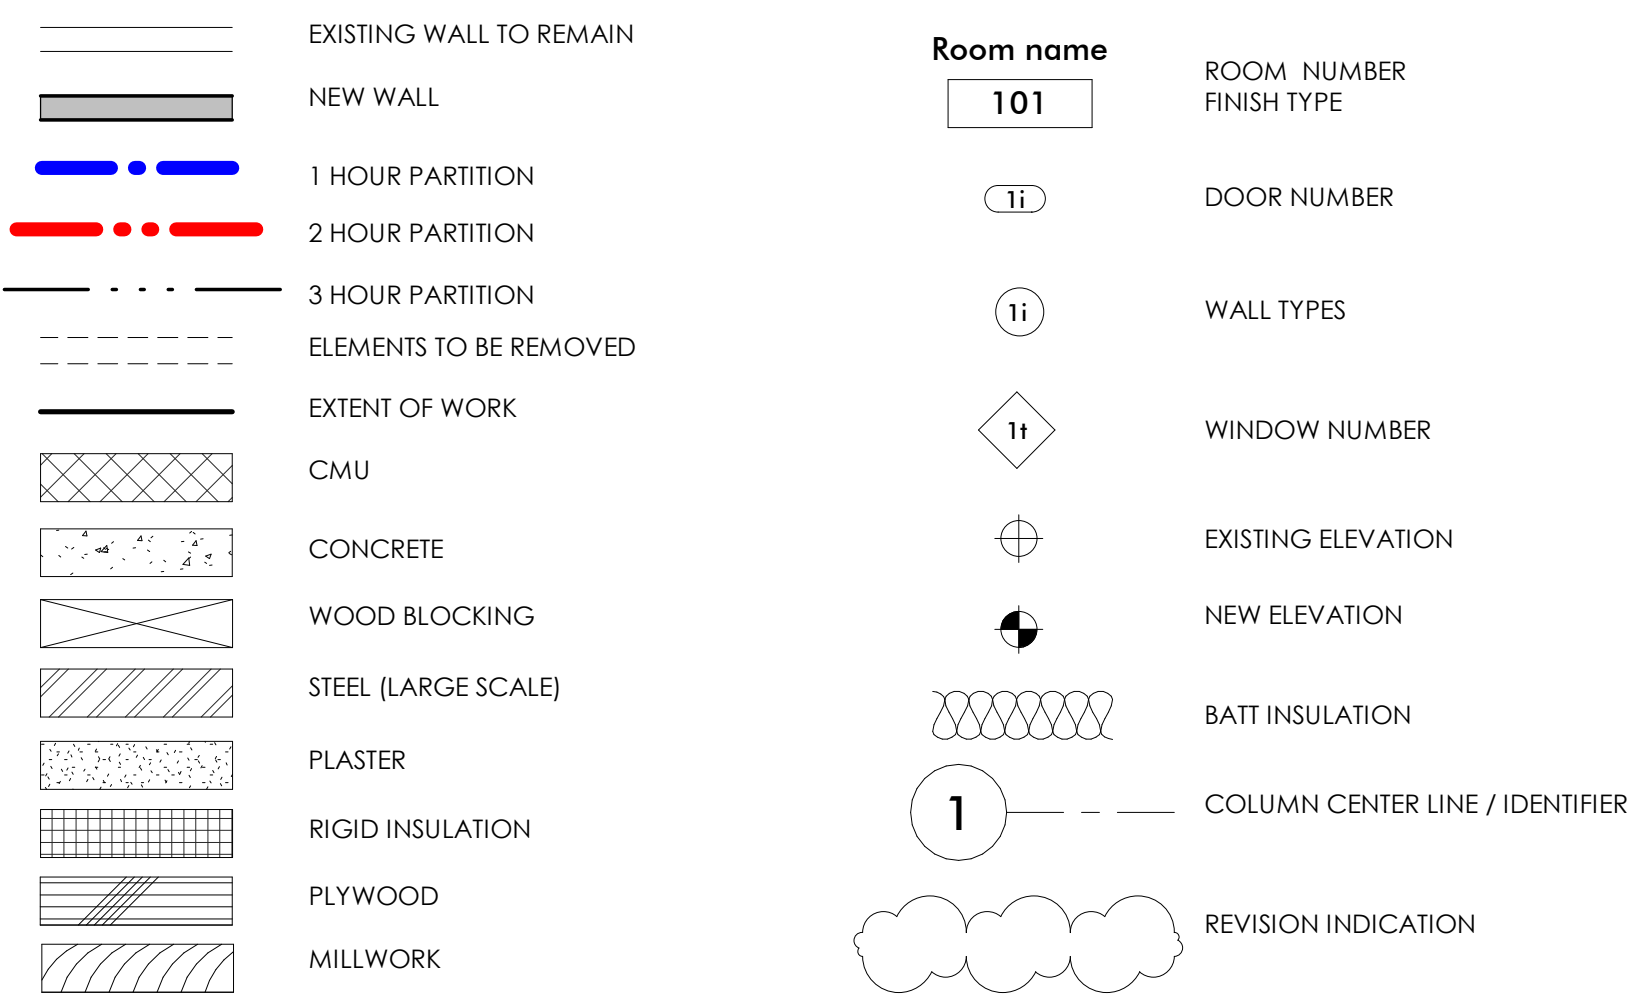 EXISTING WALL TO REMAIN
NEW WALL
1 HOUR PARTITION
2 HOUR PARTITION
3 HOUR PARTITION
ELEMENTS TO BE REMOVED
EXTENT OF WORK
CMU
CONCRETE
WOOD BLOCKING
STEEL (LARGE SCALE)
PLASTER
RIGID INSULATION
PLYWOOD
MILLWORK
Room name
101
ROOM NUMBER
FINISH TYPE
1i
DOOR NUMBER
1i
WALL TYPES
1t
WINDOW NUMBER
EXISTING ELEVATION
NEW ELEVATION
BATT INSULATION
1
COLUMN CENTER LINE / IDENTIFIER
REVISION INDICATION